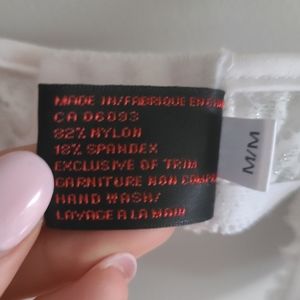 MADE IN/FABRIQUE EN
CA 06093
82% NYLON
18% SPANDEX
EXCLUSIVE OF TRIM
GARNITURE NON
HAND WASH/
LAVAGE A LA MAIN
M/M